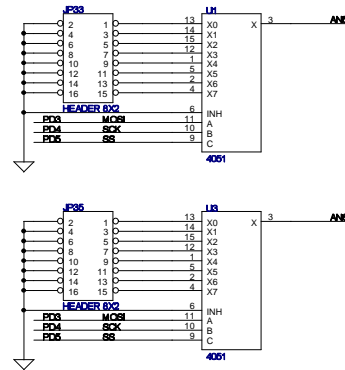 JP33 U1
2 1 13 X0 X 3
4 3 14 X1
6 5 15 X2
8 7 12 X3
10 9 1 X4
12 11 5 X5
14 13 2 X6
16 15 4 X7
HEADER 8X2 6 INH
PD3 MOSI 11 A
PD4 SCK 10 B
PD5 SS 9 C
4051
JP35 U3
2 1 13 X0 X 3
4 3 14 X1
6 5 15 X2
8 7 12 X3
10 9 1 X4
12 11 5 X5
14 13 2 X6
16 15 4 X7
HEADER 8X2 6 INH
PD3 MOSI 11 A
PD4 SCK 10 B
PD5 SS 9 C
4051